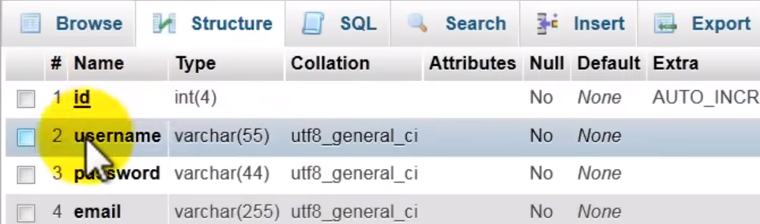 Browse Structure SQL Search Insert Export
# Name Type Collation Attributes Null Default Extra
1 id int(4) No None AUTO_INCR
2 username varchar(55) utf8_general_ci No None
3 password varchar(44) utf8_general_ci No None
4 email varchar(255) utf8_general_ci No None